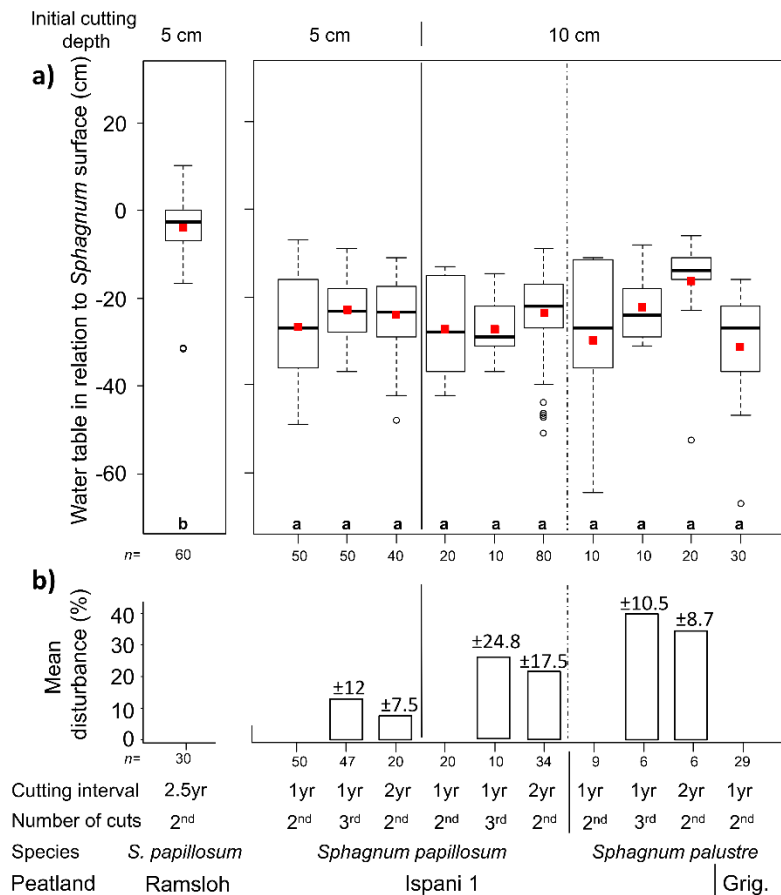 Initial cutting depth
5 cm 5 cm 10 cm
a)
Water table in relation to Sphagnum surface (cm)
20
0
-20
-40
-60
b a a a a a a a a a a
n= 60 50 50 40 20 10 80 10 10 20 30
b)
Mean disturbance (%)
40
30
20
10
0
±12 ±7.5 ±24.8 ±17.5 ±10.5 ±8.7
n= 30 50 47 20 20 10 34 9 6 6 29
Cutting interval 2.5yr 1yr 1yr 2yr 1yr 1yr 2yr 1yr 1yr 2yr 1yr
Number of cuts 2nd 2nd 3rd 2nd 2nd 3rd 2nd 2nd 3rd 2nd 2nd
Species S. papillosum Sphagnum papillosum Sphagnum palustre
Peatland Ramsloh Ispani 1 Grig.